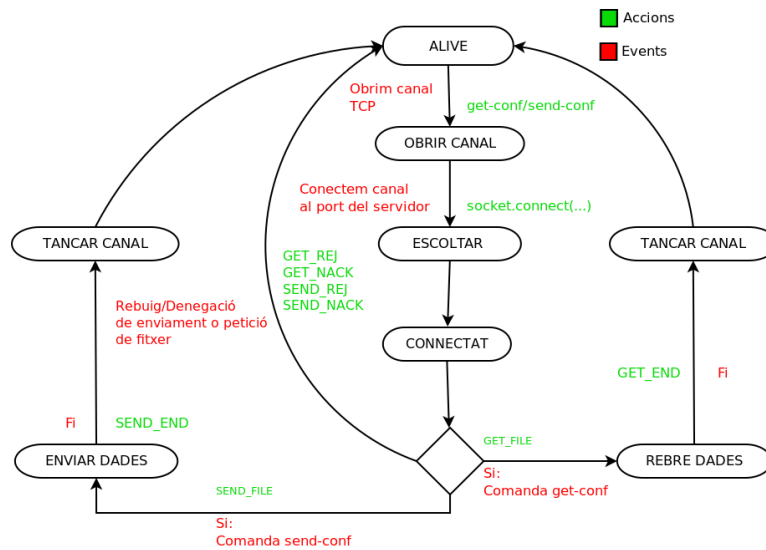 Accions
ALIVE
Events
Obrim canal
TCP
get-conf/send-conf
OBRIR CANAL
Conectem canal
al port del servidor
socket.connect(...)
TANCAR CANAL
ESCOLTAR
TANCAR CANAL
GET_REJ
GET_NACK
SEND_REJ
SEND_NACK
Rebuig/Denegació
de enviament o petició
de fitxer
CONNECTAT
GET_END
Fi
Fi
SEND_END
GET_FILE
ENVIAR DADES
REBRE DADES
Si:
Comanda get-conf
SEND_FILE
Si:
Comanda send-conf